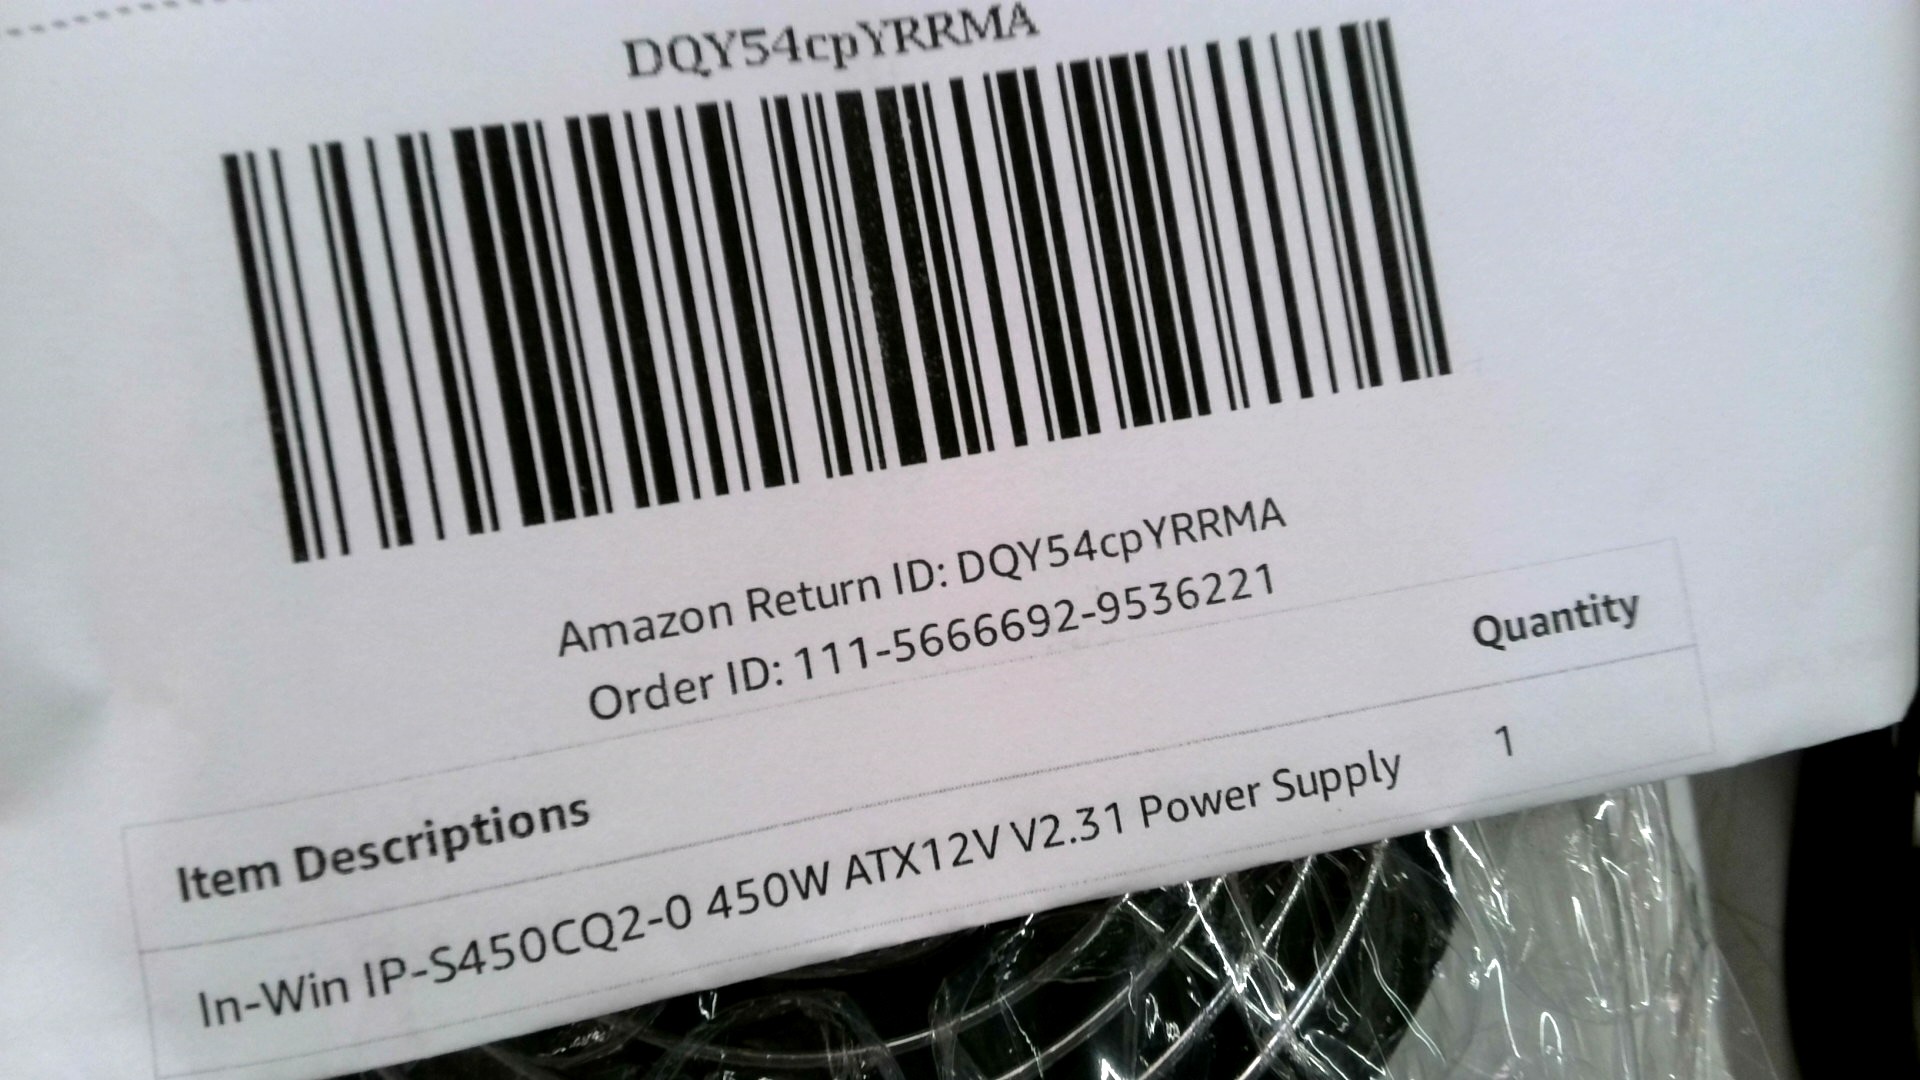 DQY54cpYRRMA
Amazon Return ID: DQY54cpYRRMA
Order ID: 111-5666692-9536221
Item Descriptions Quantity
In-Win IP-S450CQ2-0 450W ATX12V V2.31 Power Supply 1